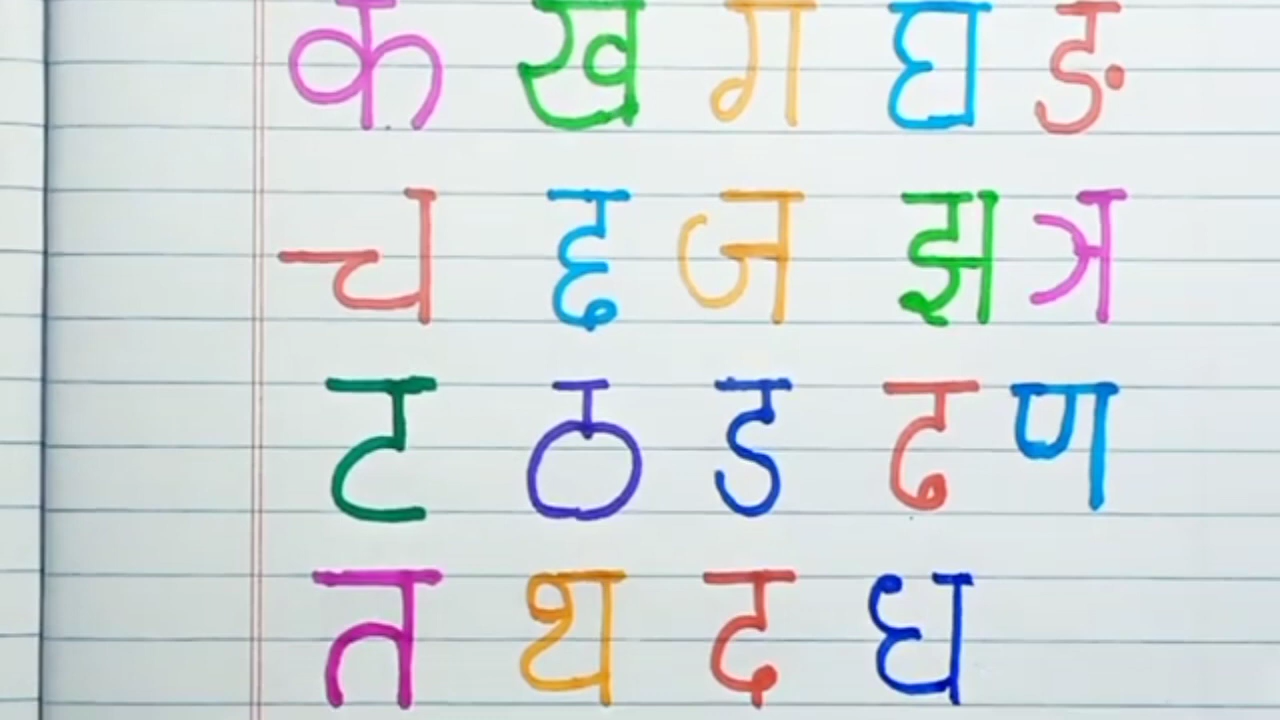 क ख ग घ ङ
च छ ज झ ञ
ट ठ ड ढ ण
त थ द ध